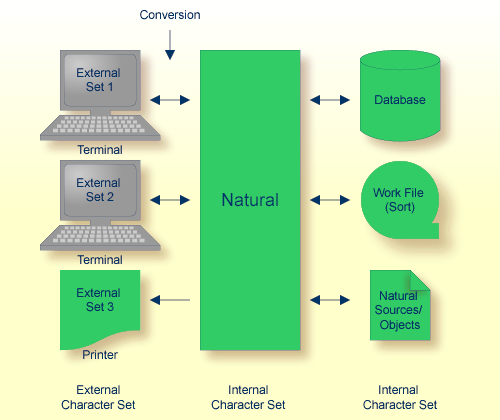 Conversion
External
Set 1
Terminal
External
Set 2
Terminal
External
Set 3
Printer
Natural
Database
Work File
(Sort)
Natural
Sources/
Objects
External
Character Set
Internal
Character Set
Internal
Character Set